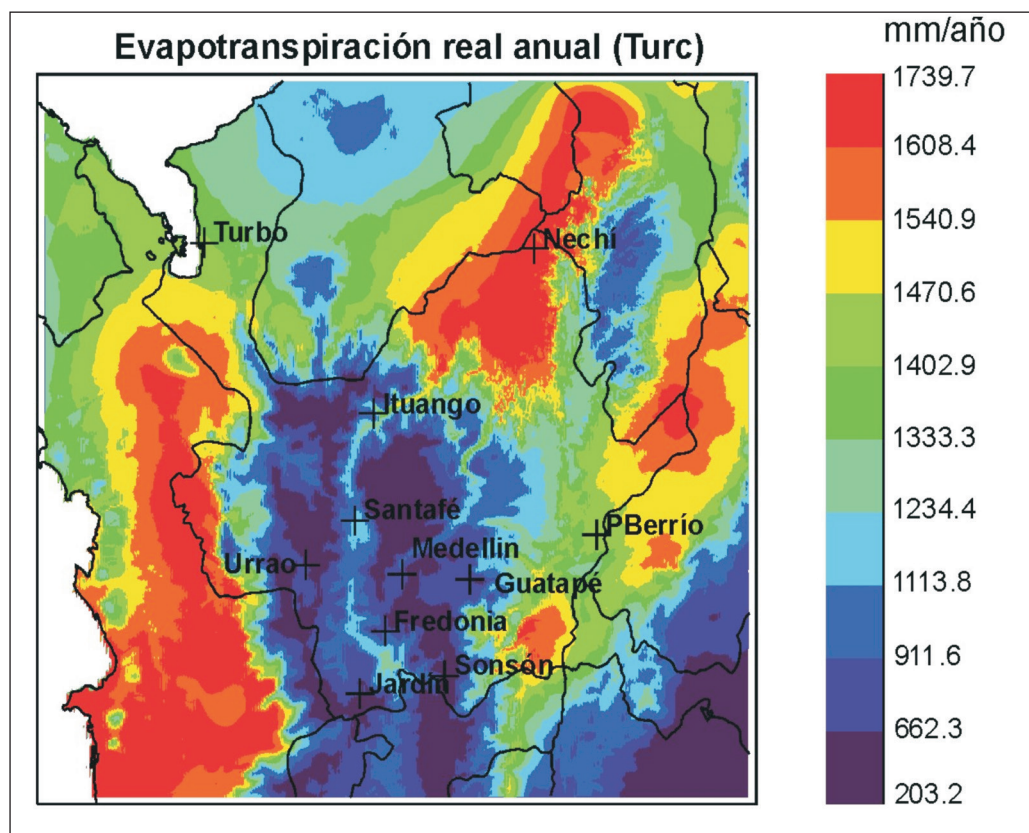 Evapotranspiración real anual (Turc)
mm/año
1739.7
1608.4
1540.9
1470.6
1402.9
1333.3
1234.4
1113.8
911.6
662.3
203.2
Turbo
Nechí
Ituango
Santafé
PBerrío
Urrao
Medellin
Guatapé
Fredonia
Sonsón
Jardín